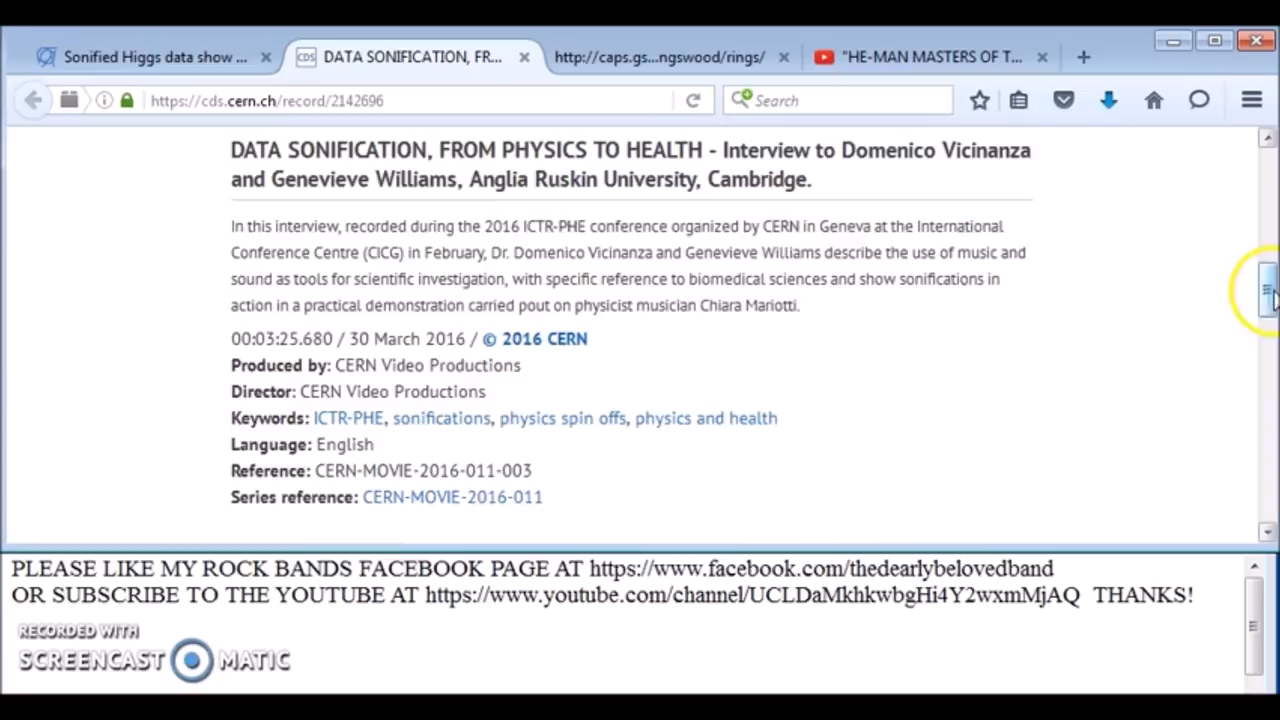 Sonified Higgs data show ...
CDS DATA SONIFICATION, FR...
http://caps.gs...ngswood/rings/
"HE-MAN MASTERS OF T...
https://cds.cern.ch/record/2142696
Search
DATA SONIFICATION, FROM PHYSICS TO HEALTH - Interview to Domenico Vicinanza
and Genevieve Williams, Anglia Ruskin University, Cambridge.
In this interview, recorded during the 2016 ICTR-PHE conference organized by CERN in Geneva at the International
Conference Centre (CICG) in February, Dr. Domenico Vicinanza and Genevieve Williams describe the use of music and
sound as tools for scientific investigation, with specific reference to biomedical sciences and show sonifications in
action in a practical demonstration carried pout on physicist musician Chiara Mariotti.
00:03:25.680 / 30 March 2016 / © 2016 CERN
Produced by: CERN Video Productions
Director: CERN Video Productions
Keywords: ICTR-PHE, sonifications, physics spin offs, physics and health
Language: English
Reference: CERN-MOVIE-2016-011-003
Series reference: CERN-MOVIE-2016-011
PLEASE LIKE MY ROCK BANDS FACEBOOK PAGE AT https://www.facebook.com/thedearlybelovedband
OR SUBSCRIBE TO THE YOUTUBE AT https://www.youtube.com/channel/UCLDaMkhkwbgHi4Y2wxmMjAQ THANKS!
RECORDED WITH
SCREENCAST MATIC